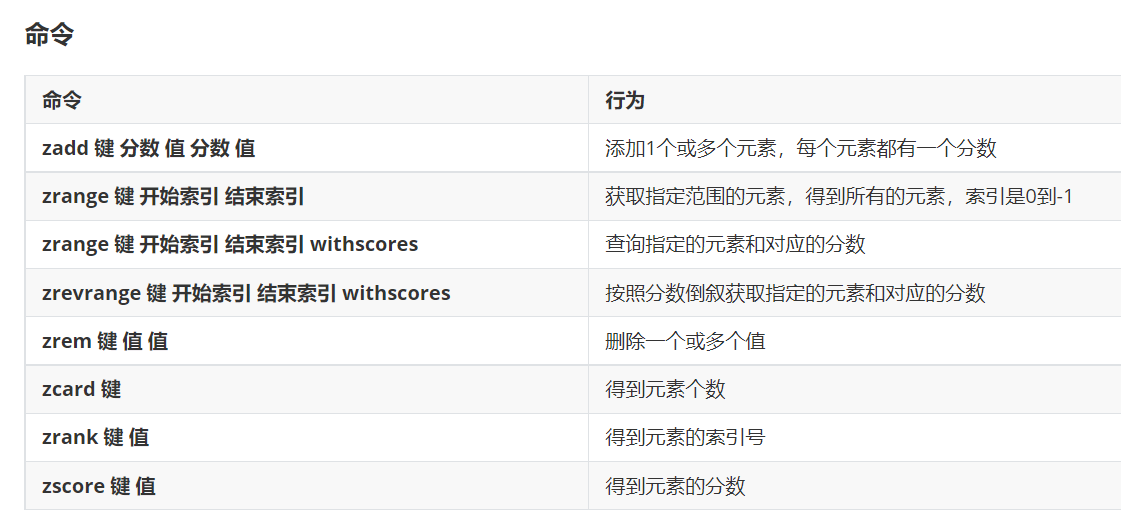 命令
命令 行为
zadd 键 分数 值 分数 值 添加1个或多个元素，每个元素都有一个分数
zrange 键 开始索引 结束索引 获取指定范围的元素，得到所有的元素，索引是0到-1
zrange 键 开始索引 结束索引 withscores 查询指定的元素和对应的分数
zrevrange 键 开始索引 结束索引 withscores 按照分数倒叙获取指定的元素和对应的分数
zrem 键 值 值 删除一个或多个值
zcard 键 得到元素个数
zrank 键 值 得到元素的索引号
zscore 键 值 得到元素的分数